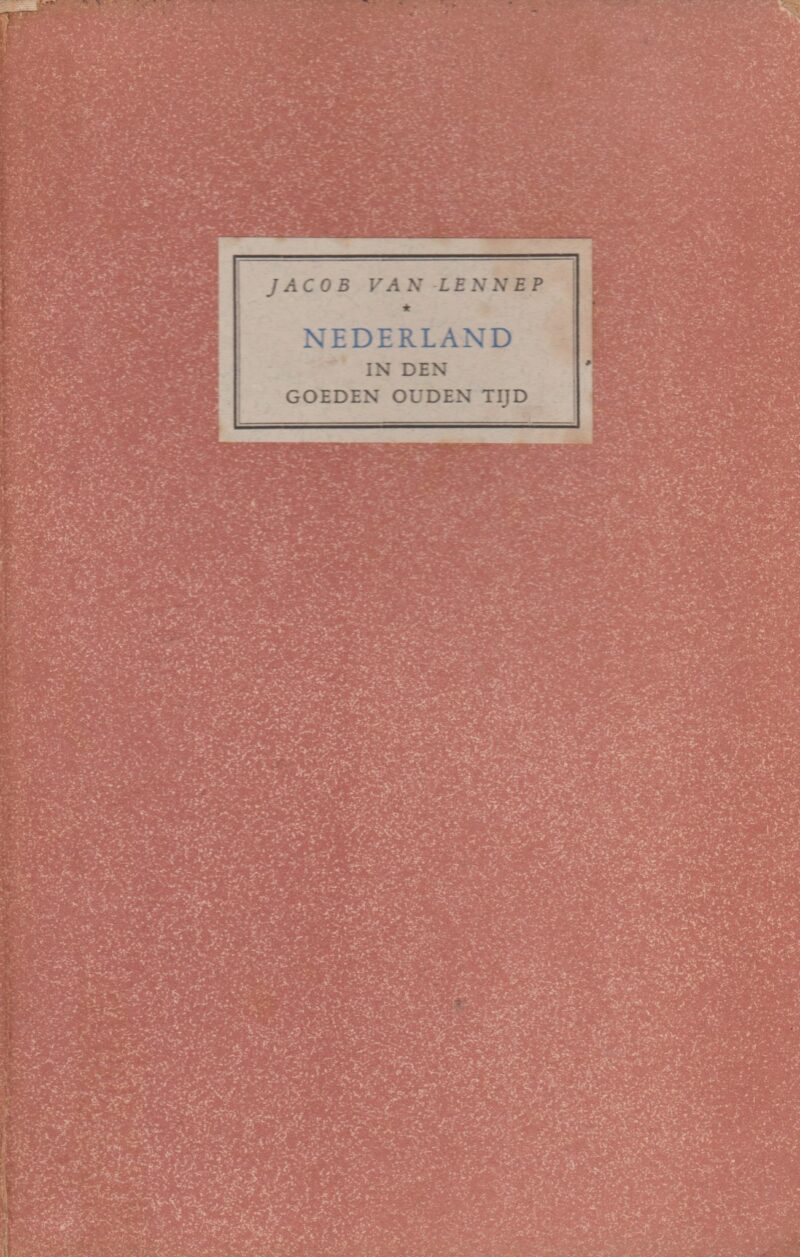 JACOB VAN LENNEP
*
NEDERLAND
IN DEN
GOEDEN OUDEN TIJD